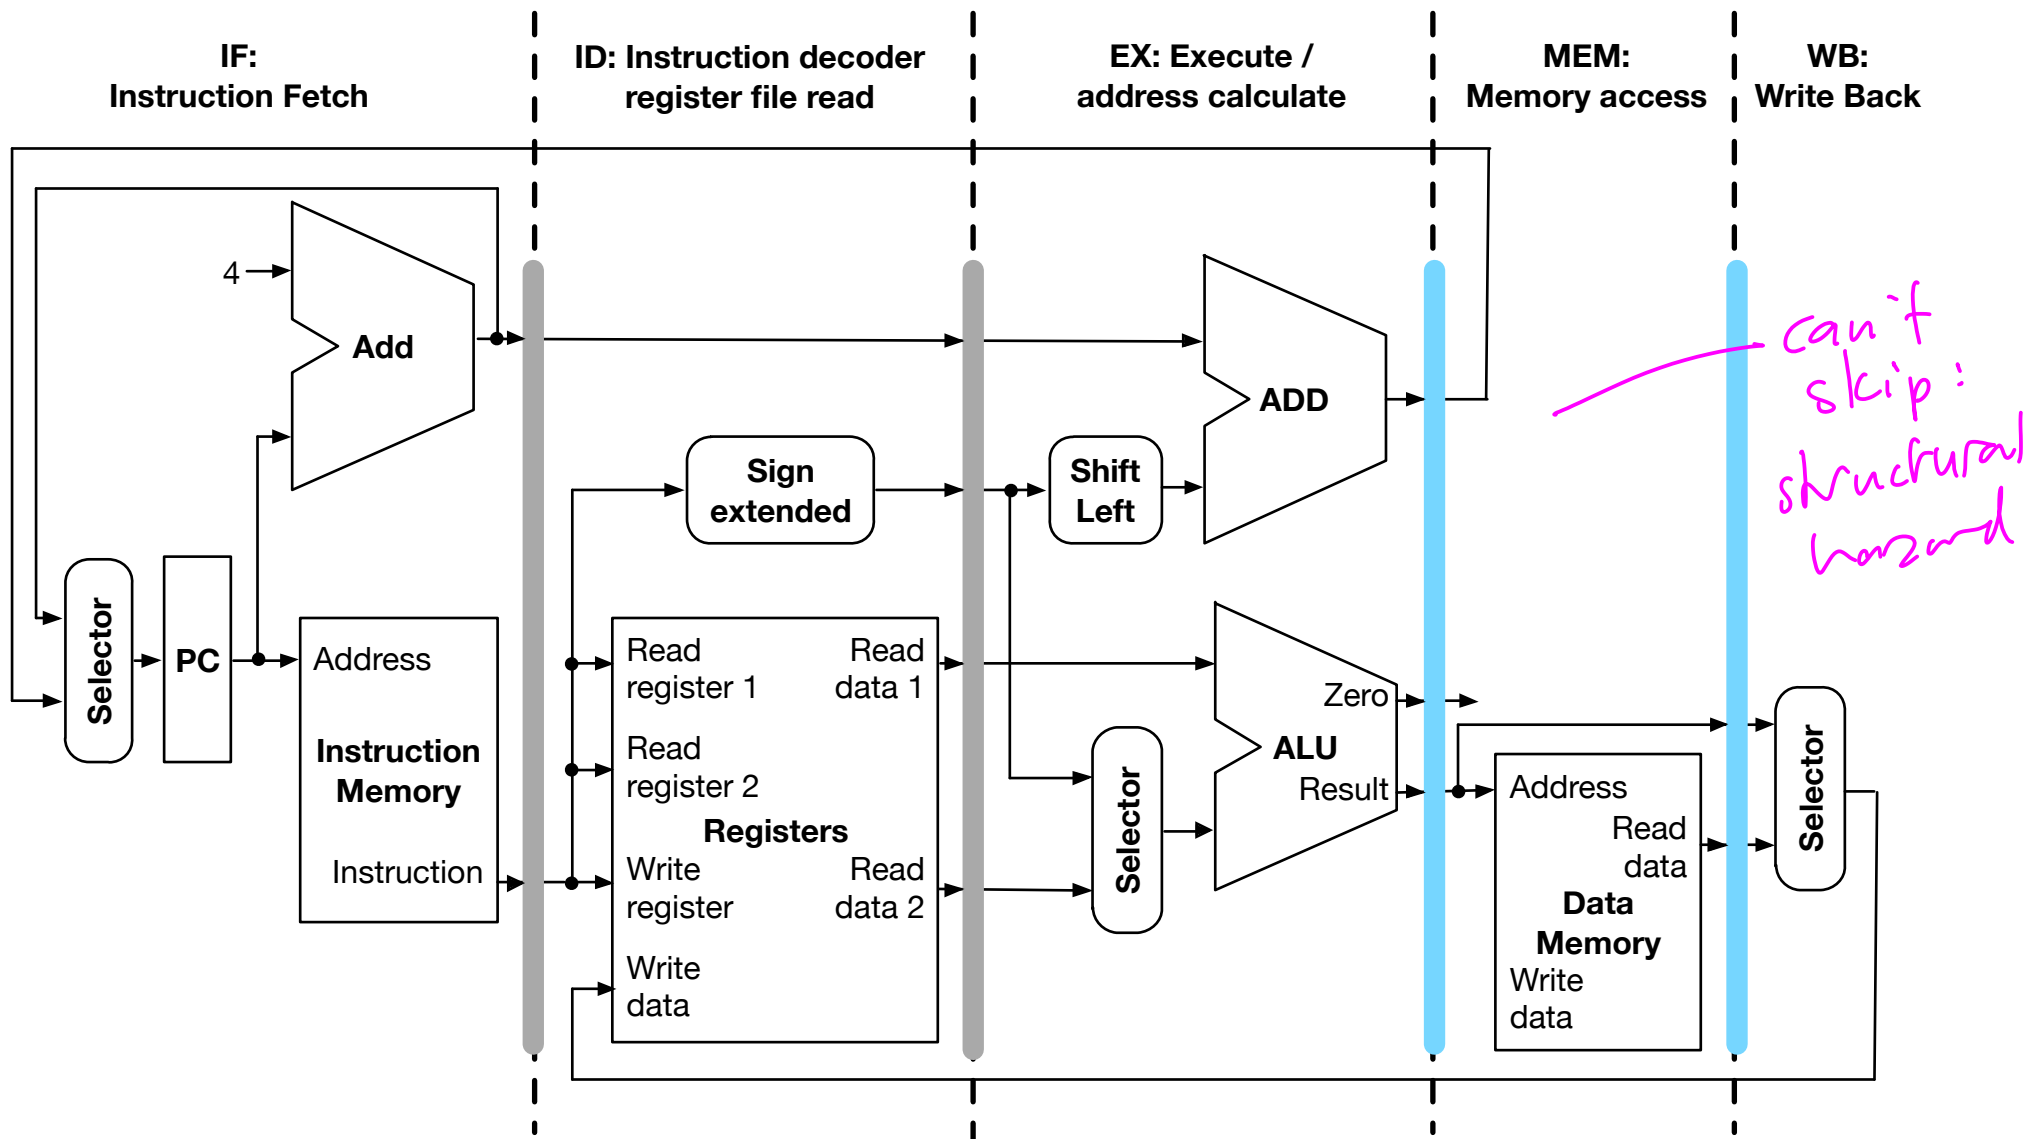 IF:
Instruction Fetch
ID: Instruction decoder
register file read
EX: Execute /
address calculate
MEM:
Memory access
WB:
Write Back
4
Add
ADD
Sign
extended
Shift
Left
can't
skip:
structural
hazard
Selector
PC
Address
Instruction
Memory
Instruction
Read
register 1
Read
data 1
Read
register 2
Registers
Write
register
Read
data 2
Write
data
Selector
Zero
ALU
Result
Address
Read
data
Data
Memory
Write
data
Selector